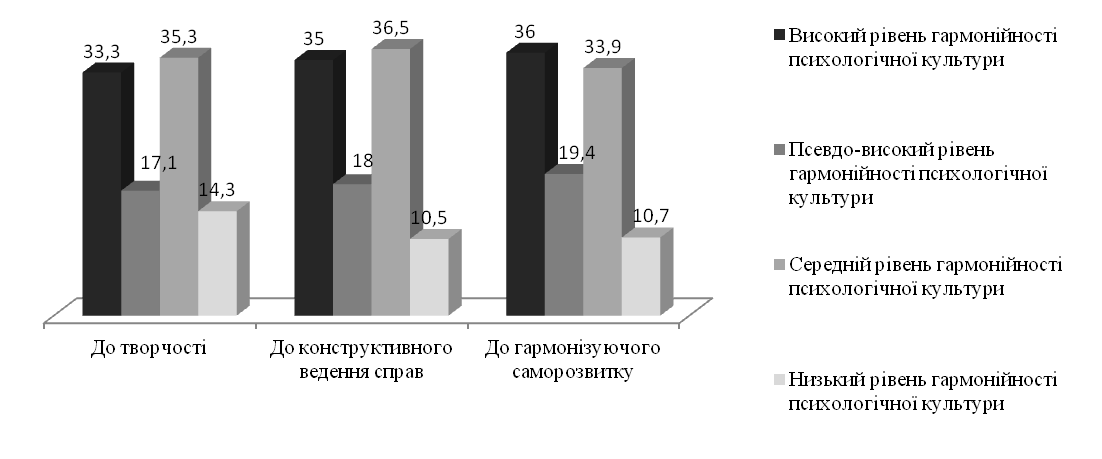 33,3
17,1
35,3
14,3
35
18
36,5
10,5
36
19,4
33,9
10,7
До творчості
До конструктивного
ведення справ
До гармонізуючого
саморозвитку
Високий рівень гармонійності
психологічної культури
Псевдо-високий рівень
гармонійності психологічної
культури
Середній рівень гармонійності
психологічної культури
Низький рівень гармонійності
психологічної культури